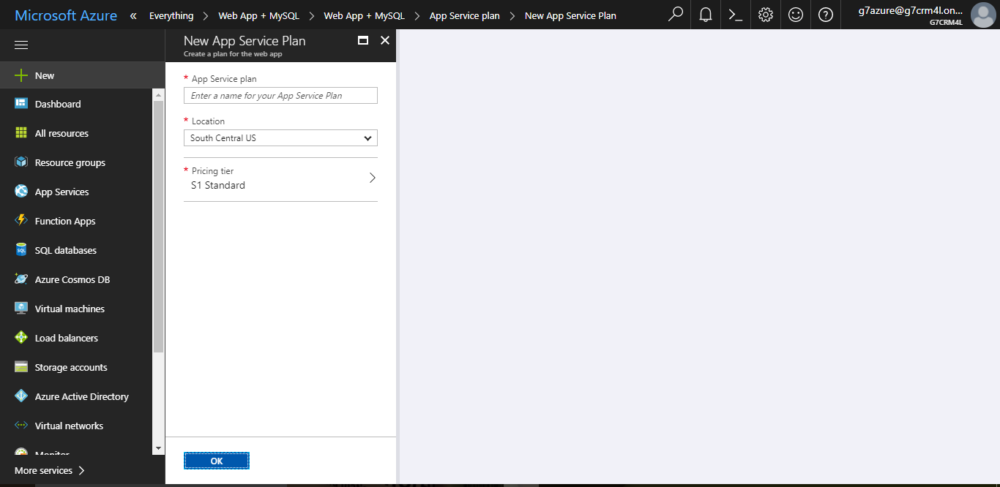 Microsoft Azure « Everything > Web App + MySQL > Web App + MySQL > App Service plan > New App Service Plan
g7azure@g7crm4l.on...
G7CRM4L
New
Dashboard
All resources
Resource groups
App Services
Function Apps
SQL databases
Azure Cosmos DB
Virtual machines
Load balancers
Storage accounts
Azure Active Directory
Virtual networks
Monitor
More services >
New App Service Plan
Create a plan for the web app
* App Service plan
Enter a name for your App Service Plan
* Location
South Central US
* Pricing tier
S1 Standard
OK